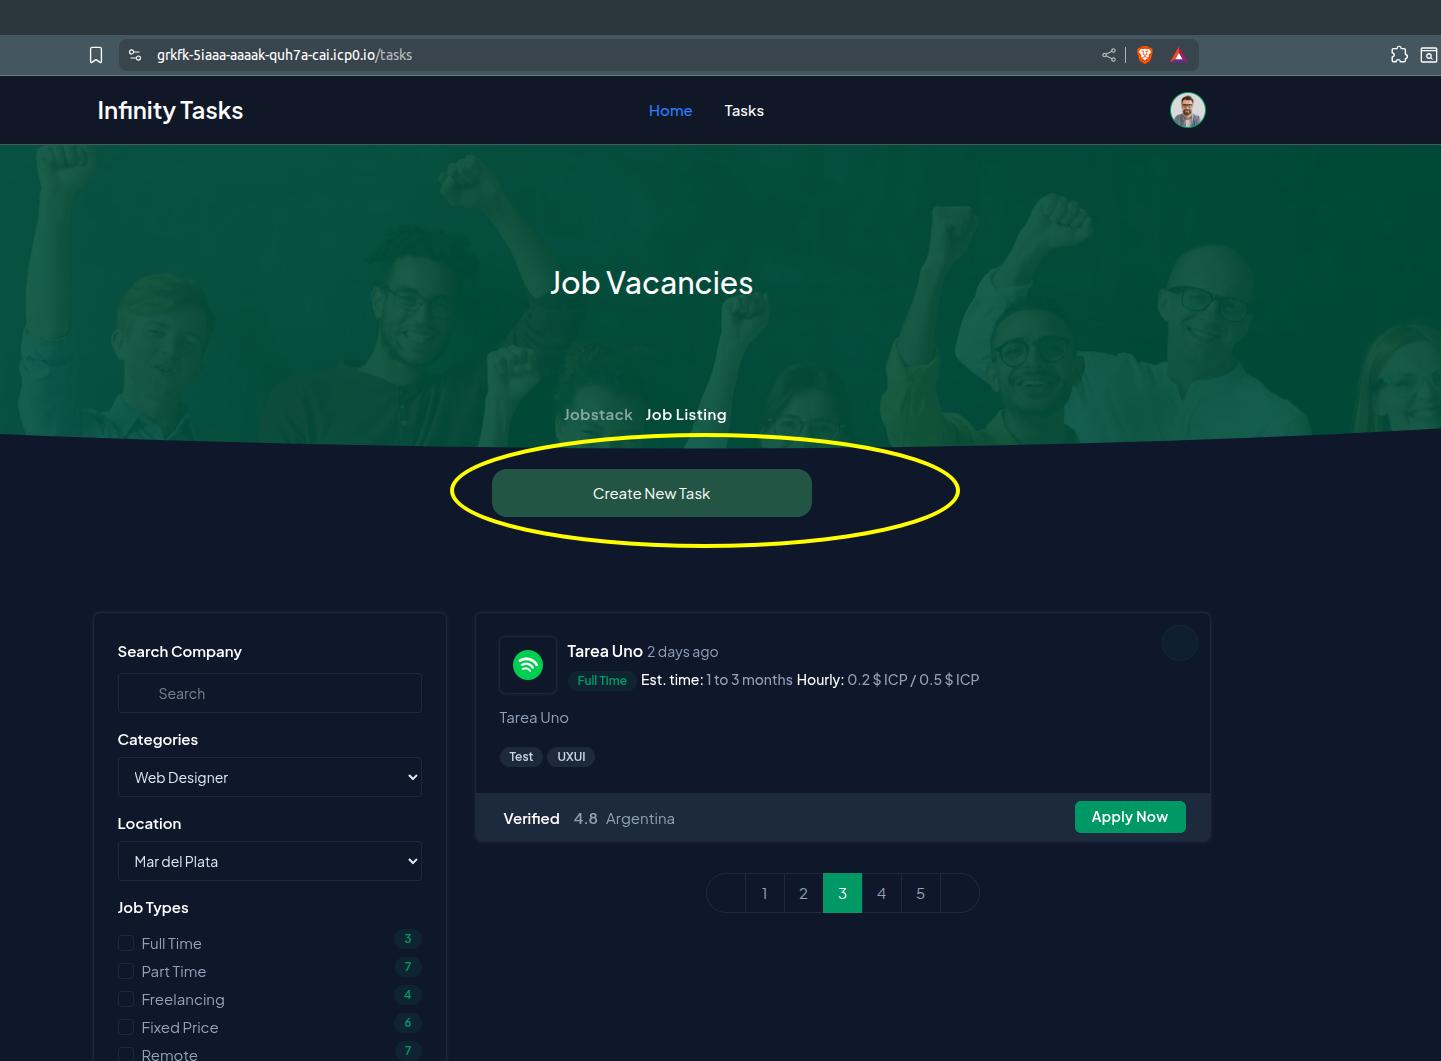 grkfk-5iaaa-aaaak-quh7a-cai.icp0.io/tasks
Infinity Tasks
Home Tasks
Job Vacancies
Jobstack Job Listing
Create New Task
Search Company
Search
Categories
Web Designer
Location
Mar del Plata
Job Types
Full Time 3
Part Time 7
Freelancing 4
Fixed Price 6
Remote 7
Tarea Uno 2 days ago
Full Time Est. time: 1 to 3 months Hourly: 0.2 $ ICP / 0.5 $ ICP
Tarea Uno
Test UXUI
Verified 4.8 Argentina Apply Now
1 2 3 4 5